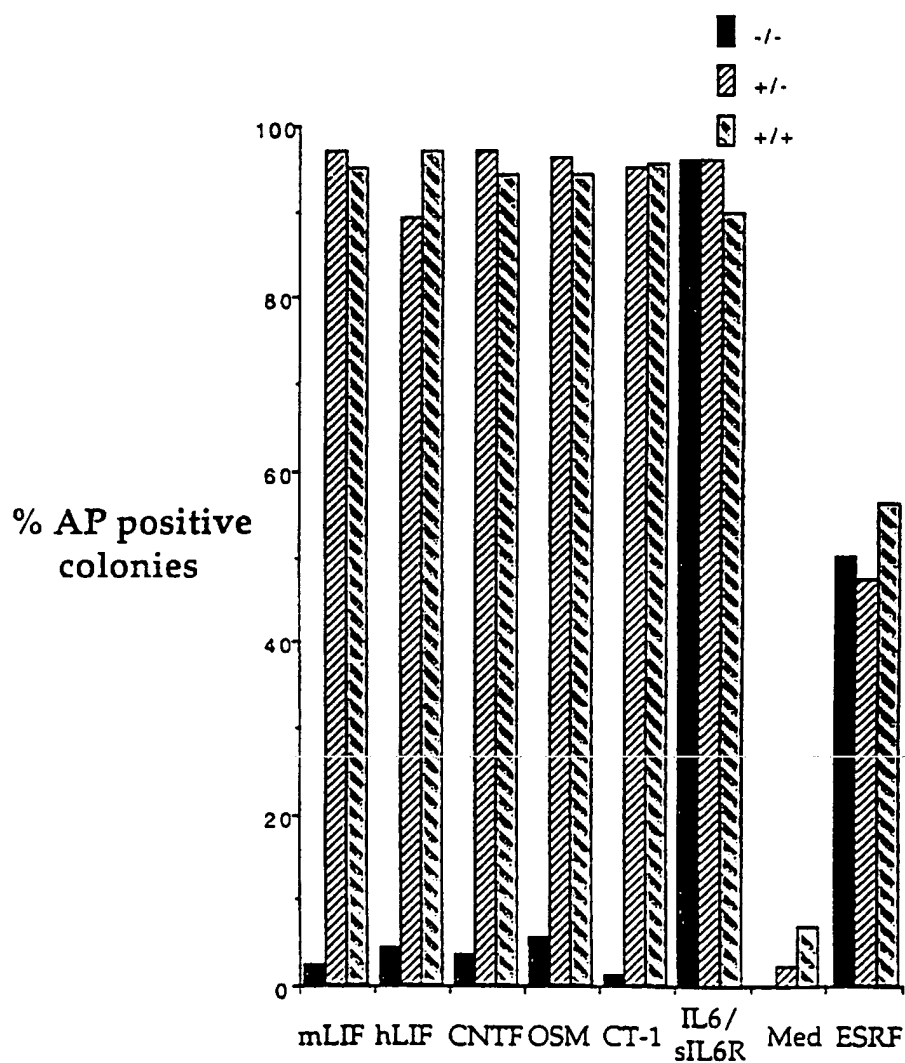 -/-
+/-
+/+
100
80
60
% AP positive
colonies
40
20
0
mLIF hLIF CNTF OSM CT-1 IL6/
sIL6R Med ESRF